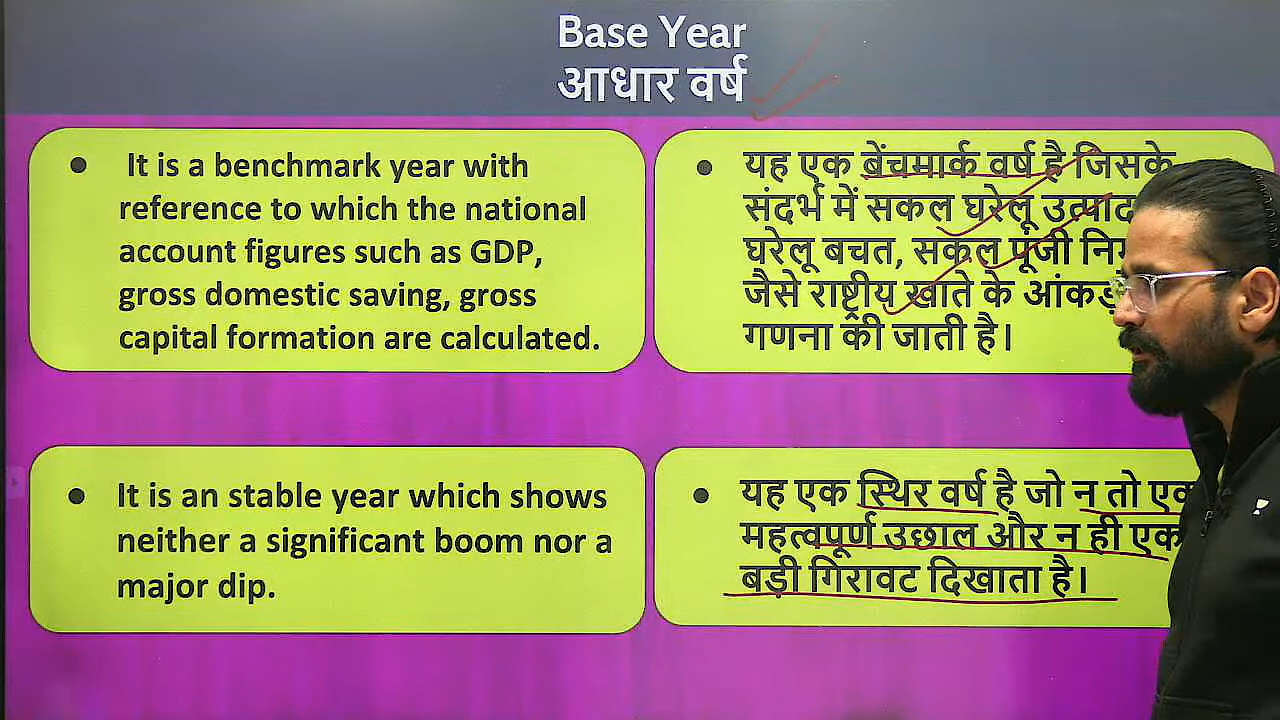 Base Year
आधार वर्ष
It is a benchmark year with
reference to which the national
account figures such as GDP,
gross domestic saving, gross
capital formation are calculated.
यह एक बेंचमार्क वर्ष है जिसके
संदर्भ में सकल घरेलू
घरेलू बचत, सकल पूंजी
जैसे राष्ट्रीय खाते के
गणना की जाती है।
It is an stable year which shows
neither a significant boom nor a
major dip.
यह एक स्थिर वर्ष है जो न तो एक
महत्वपूर्ण उछाल और न ही एक
बड़ी गिरावट दिखाता है।